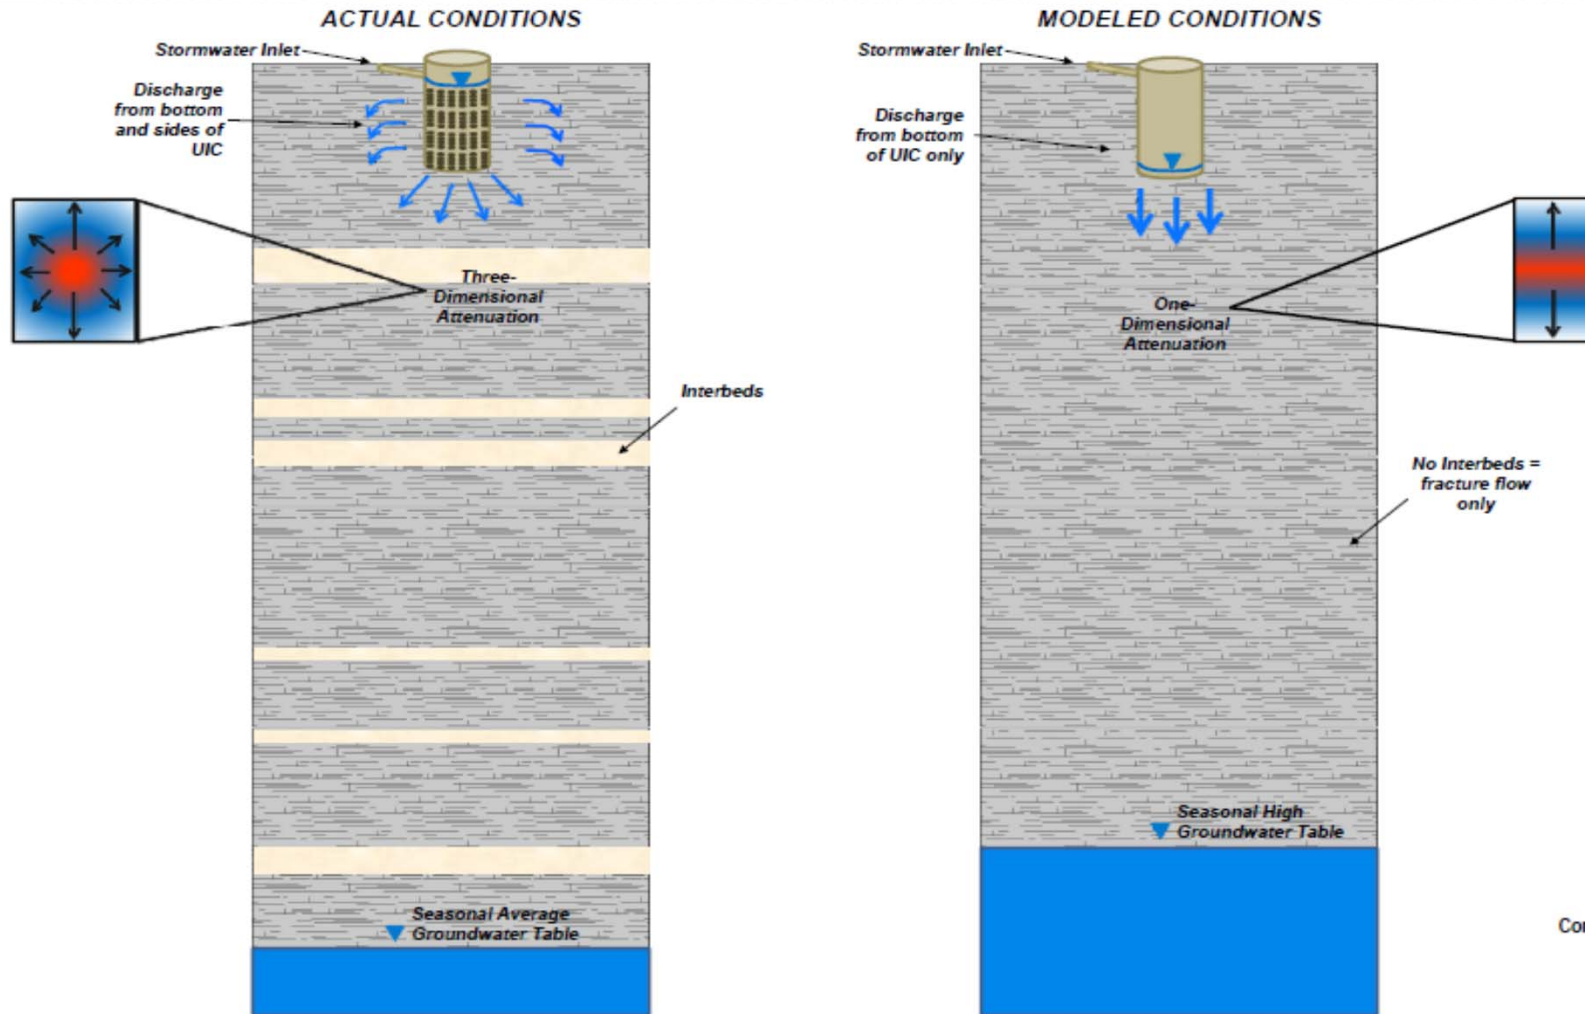 ACTUAL CONDITIONS
Stormwater Inlet
Discharge
from bottom
and sides of
UIC
Three-
Dimensional
Attenuation
Interbeds
Seasonal Average
Groundwater Table
MODELED CONDITIONS
Stormwater Inlet
Discharge
from bottom
of UIC only
One-
Dimensional
Attenuation
No Interbeds =
fracture flow
only
Seasonal High
Groundwater Table